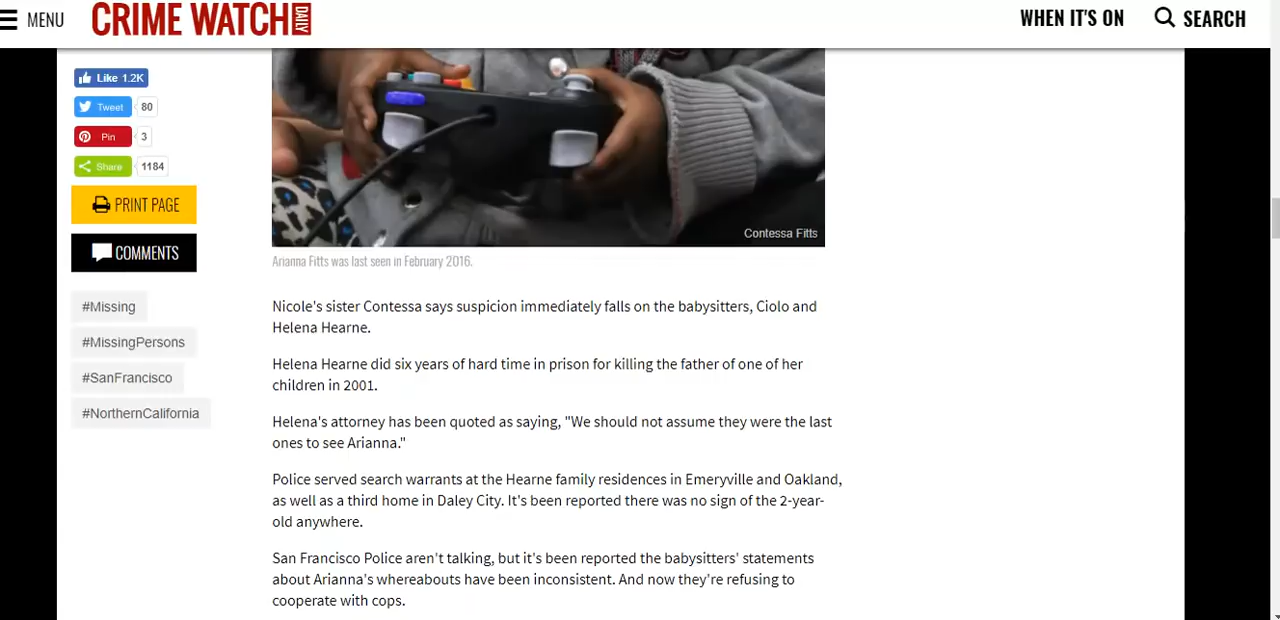 MENU
CRIME WATCH DAILY
WHEN IT'S ON
SEARCH
Like 1.2K
Tweet 80
Pin 3
Share 1184
PRINT PAGE
COMMENTS
#Missing
#MissingPersons
#SanFrancisco
#NorthernCalifornia
Contessa Fitts
Arianna Fitts was last seen in February 2016.
Nicole's sister Contessa says suspicion immediately falls on the babysitters, Ciolo and
Helena Hearne.
Helena Hearne did six years of hard time in prison for killing the father of one of her
children in 2001.
Helena's attorney has been quoted as saying, "We should not assume they were the last
ones to see Arianna."
Police served search warrants at the Hearne family residences in Emeryville and Oakland,
as well as a third home in Daley City. It's been reported there was no sign of the 2-year-
old anywhere.
San Francisco Police aren't talking, but it's been reported the babysitters' statements
about Arianna's whereabouts have been inconsistent. And now they're refusing to
cooperate with cops.